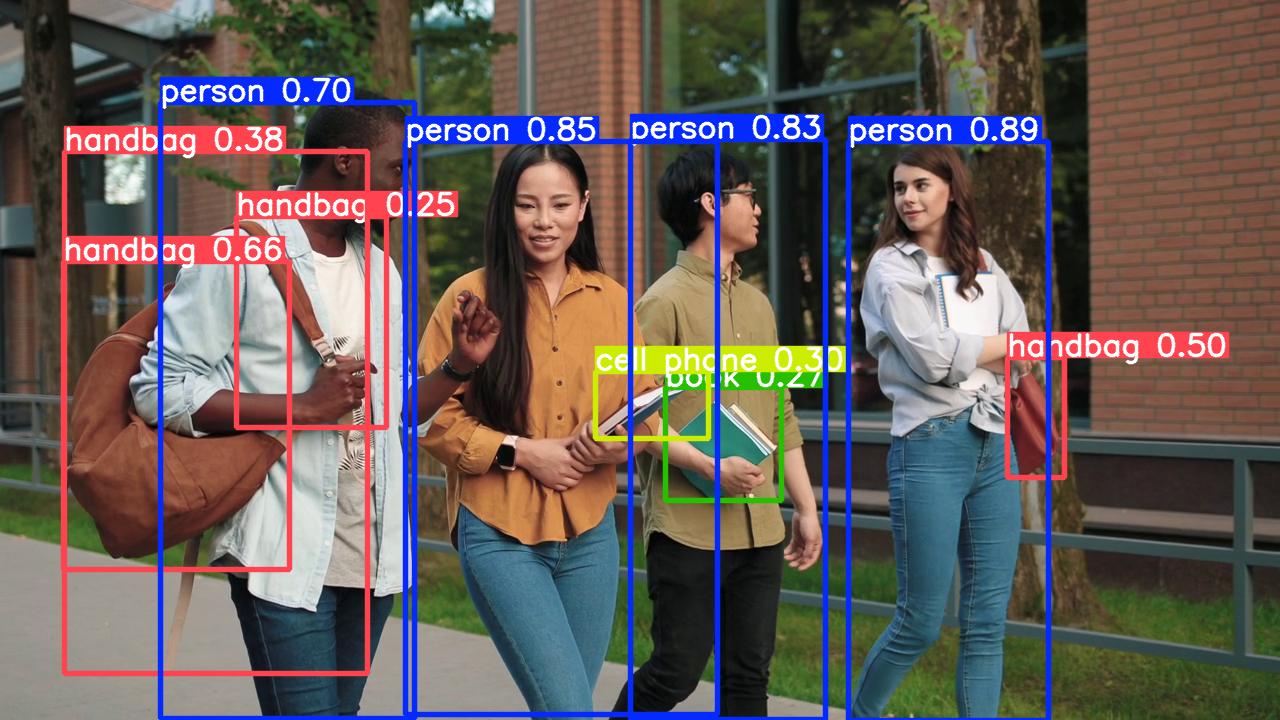 person 0.70
handbag 0.38
person 0.85
person 0.83
person 0.89
handbag 0.25
handbag 0.66
handbag 0.50
cell phone 0.30
book 0.27